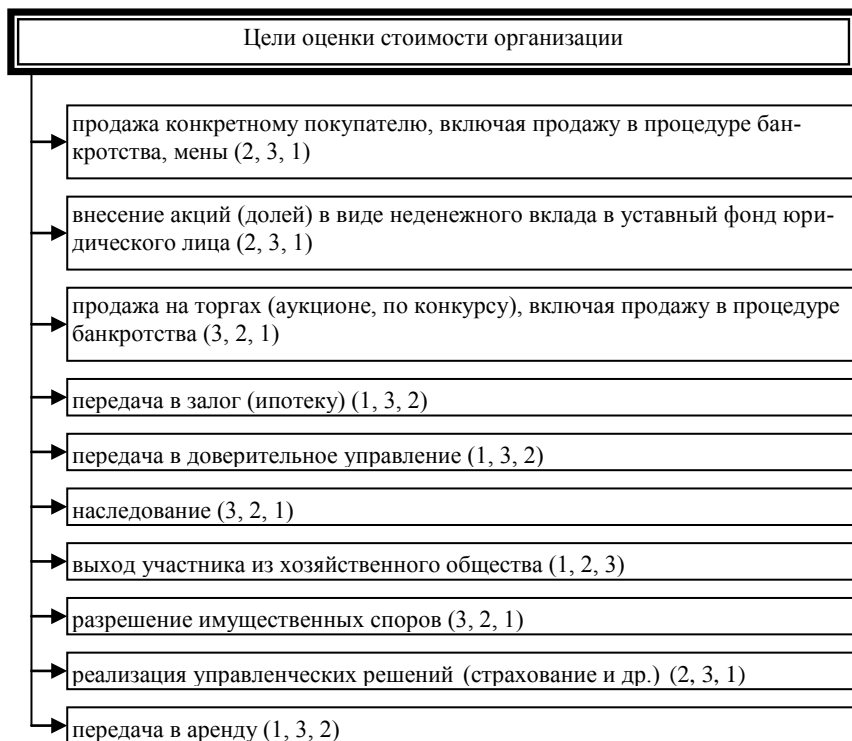 Цели оценки стоимости организации
продажа конкретному покупателю, включая продажу в процедуре бан-
кротства, мены (2, 3, 1)
внесение акций (долей) в виде неденежного вклада в уставный фонд юри-
дического лица (2, 3, 1)
продажа на торгах (аукционе, по конкурсу), включая продажу в процедуре
банкротства (3, 2, 1)
передача в залог (ипотеку) (1, 3, 2)
передача в доверительное управление (1, 3, 2)
наследование (3, 2, 1)
выход участника из хозяйственного общества (1, 2, 3)
разрешение имущественных споров (3, 2, 1)
реализация управленческих решений (страхование и др.) (2, 3, 1)
передача в аренду (1, 3, 2)